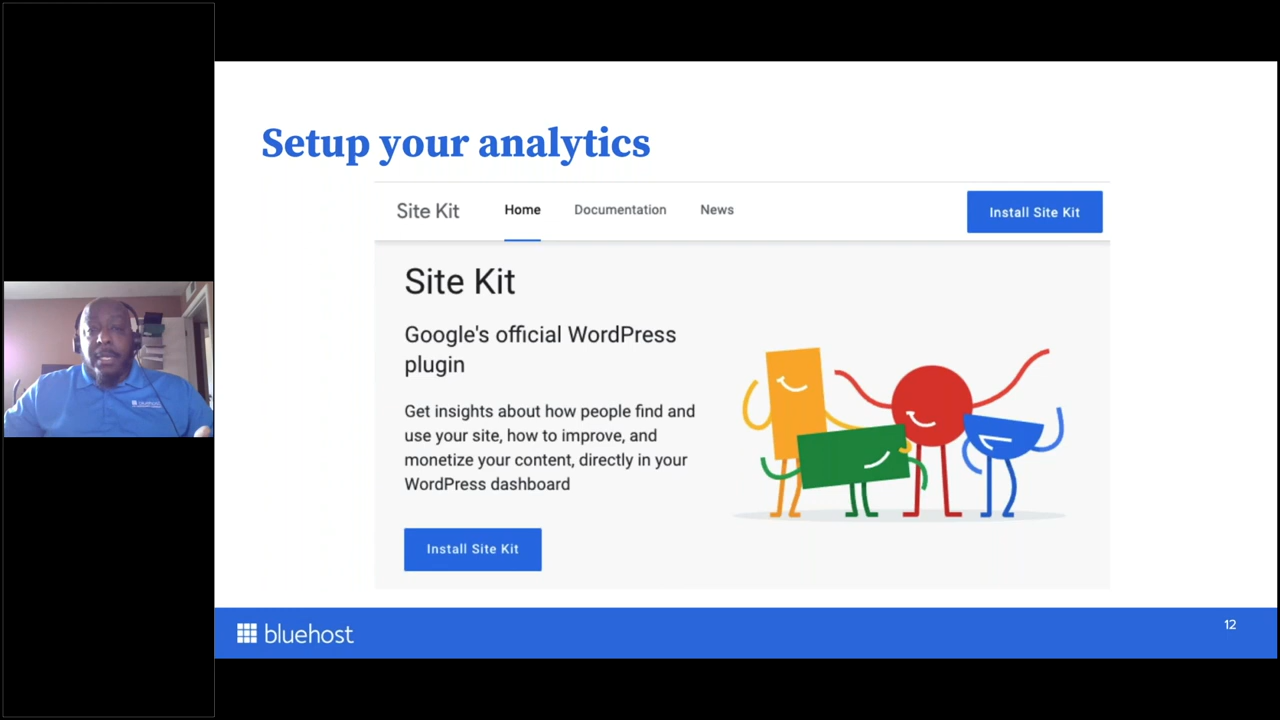 Setup your analytics
Site Kit
Home
Documentation
News
Install Site Kit
Site Kit
Google's official WordPress
plugin
Get insights about how people find and
use your site, how to improve, and
monetize your content, directly in your
WordPress dashboard
Install Site Kit
bluehost
12
bluehost